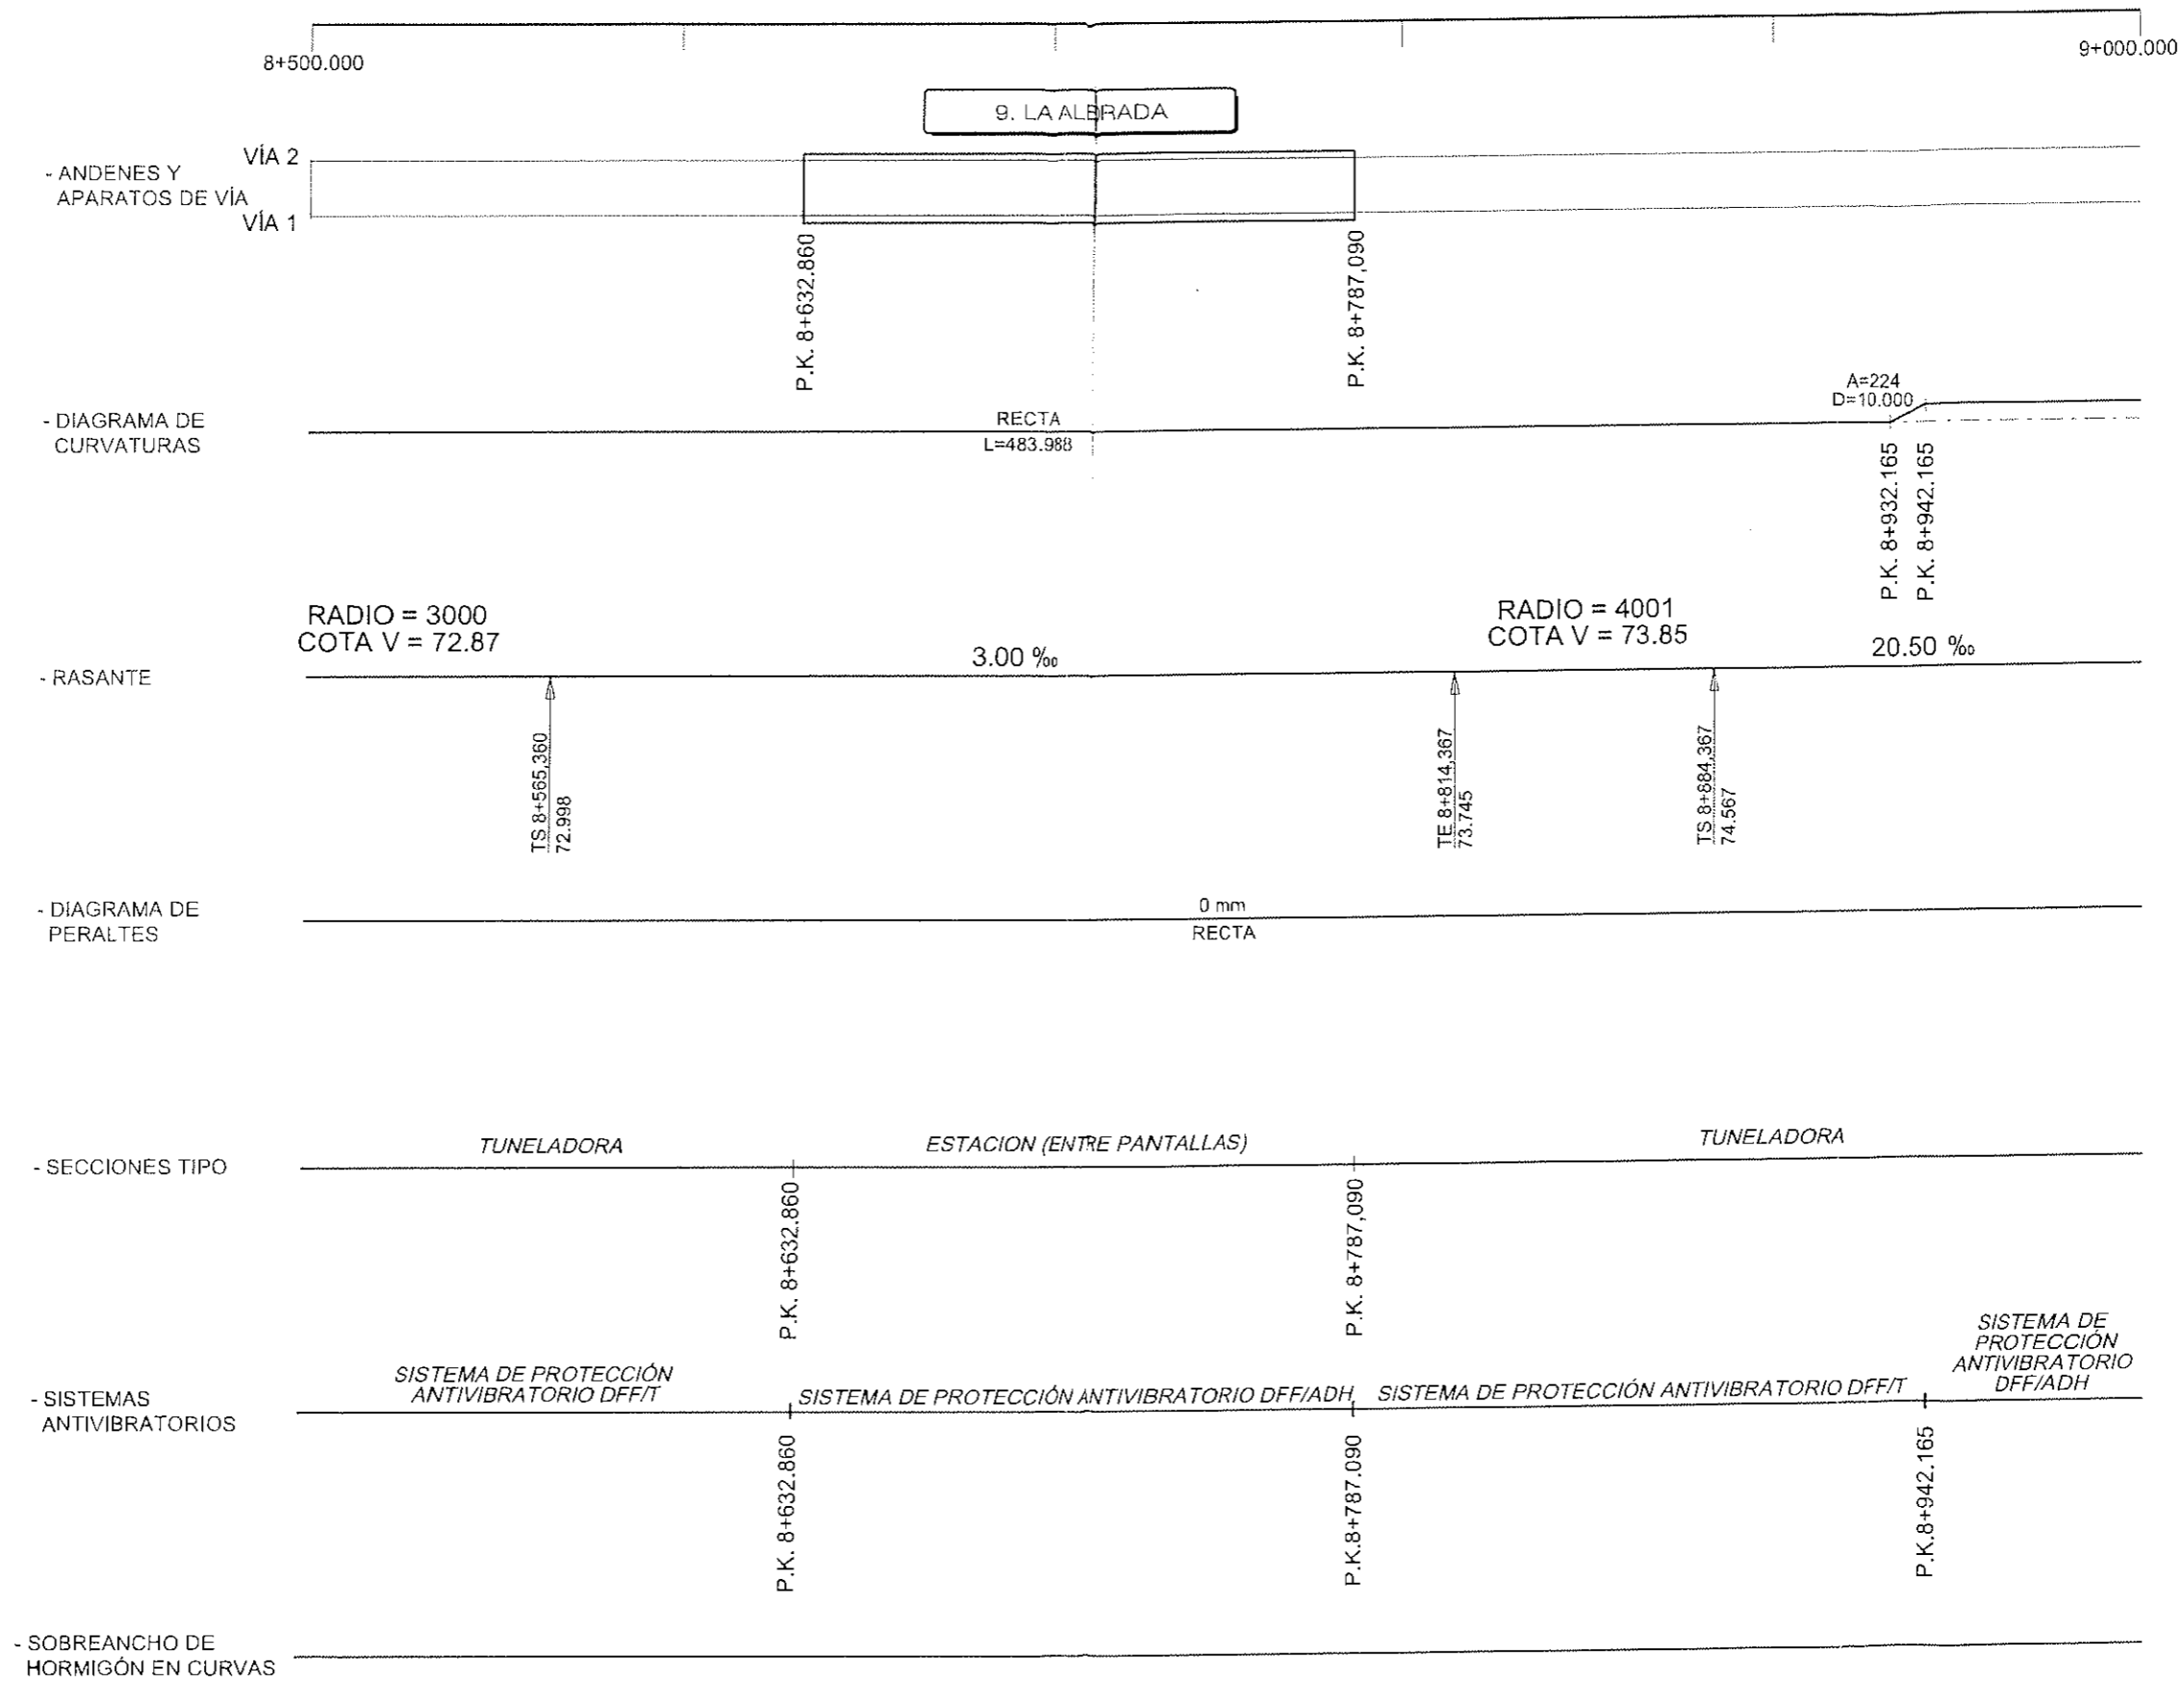 8+500.000
9+000.000
9. LA ALBRADA
- ANDENES Y
APARATOS DE VÍA
VÍA 2
VÍA 1
P.K. 8+632.860
P.K. 8+787,090
- DIAGRAMA DE
CURVATURAS
RECTA
L=483.988
A=224
D=10.000
P.K. 8+932.165
P.K. 8+942.165
RADIO = 3000
COTA V = 72.87
RADIO = 4001
COTA V = 73.85
- RASANTE
3.00 ‰
20.50 ‰
TS 8+565,360
72.998
TE 8+814,367
73.745
TS 8+884,367
74.567
- DIAGRAMA DE
PERALTES
0 mm
RECTA
- SECCIONES TIPO
TUNELADORA
ESTACION (ENTRE PANTALLAS)
TUNELADORA
P.K. 8+632.860
P.K. 8+787,090
- SISTEMAS
ANTIVIBRATORIOS
SISTEMA DE PROTECCIÓN
ANTIVIBRATORIO DFF/T
SISTEMA DE PROTECCIÓN ANTIVIBRATORIO DFF/ADH
SISTEMA DE PROTECCIÓN ANTIVIBRATORIO DFF/T
SISTEMA DE
PROTECCIÓN
ANTIVIBRATORIO
DFF/ADH
P.K. 8+632.860
P.K.8+787.090
P.K.8+942.165
- SOBREANCHO DE
HORMIGÓN EN CURVAS